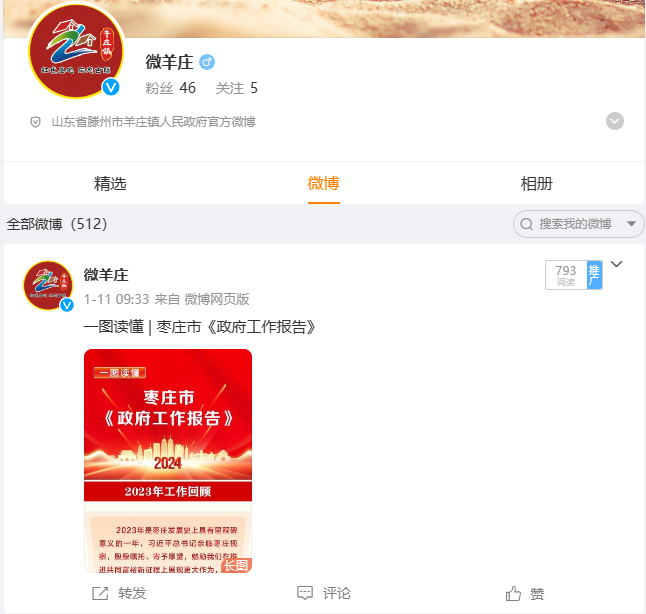 羊庄镇
微羊庄
粉丝 46 关注 5
山东省滕州市羊庄镇人民政府官方微博
精选 微博 相册
全部微博（512）
搜索我的微博
微羊庄
793
阅读
推广
1-11 09:33 来自 微博网页版
一图读懂 | 枣庄市《政府工作报告》
一图读懂
枣庄市
《政府工作报告》
2024
2023年工作回顾
2023年是枣庄发展史上具有里程碑
意义的一年，习近平总书记亲临枣庄视
察，殷殷嘱托、寄予厚望，勉励我们在推
进共同富裕新征程上展现更大作为，
长图
转发 评论 赞